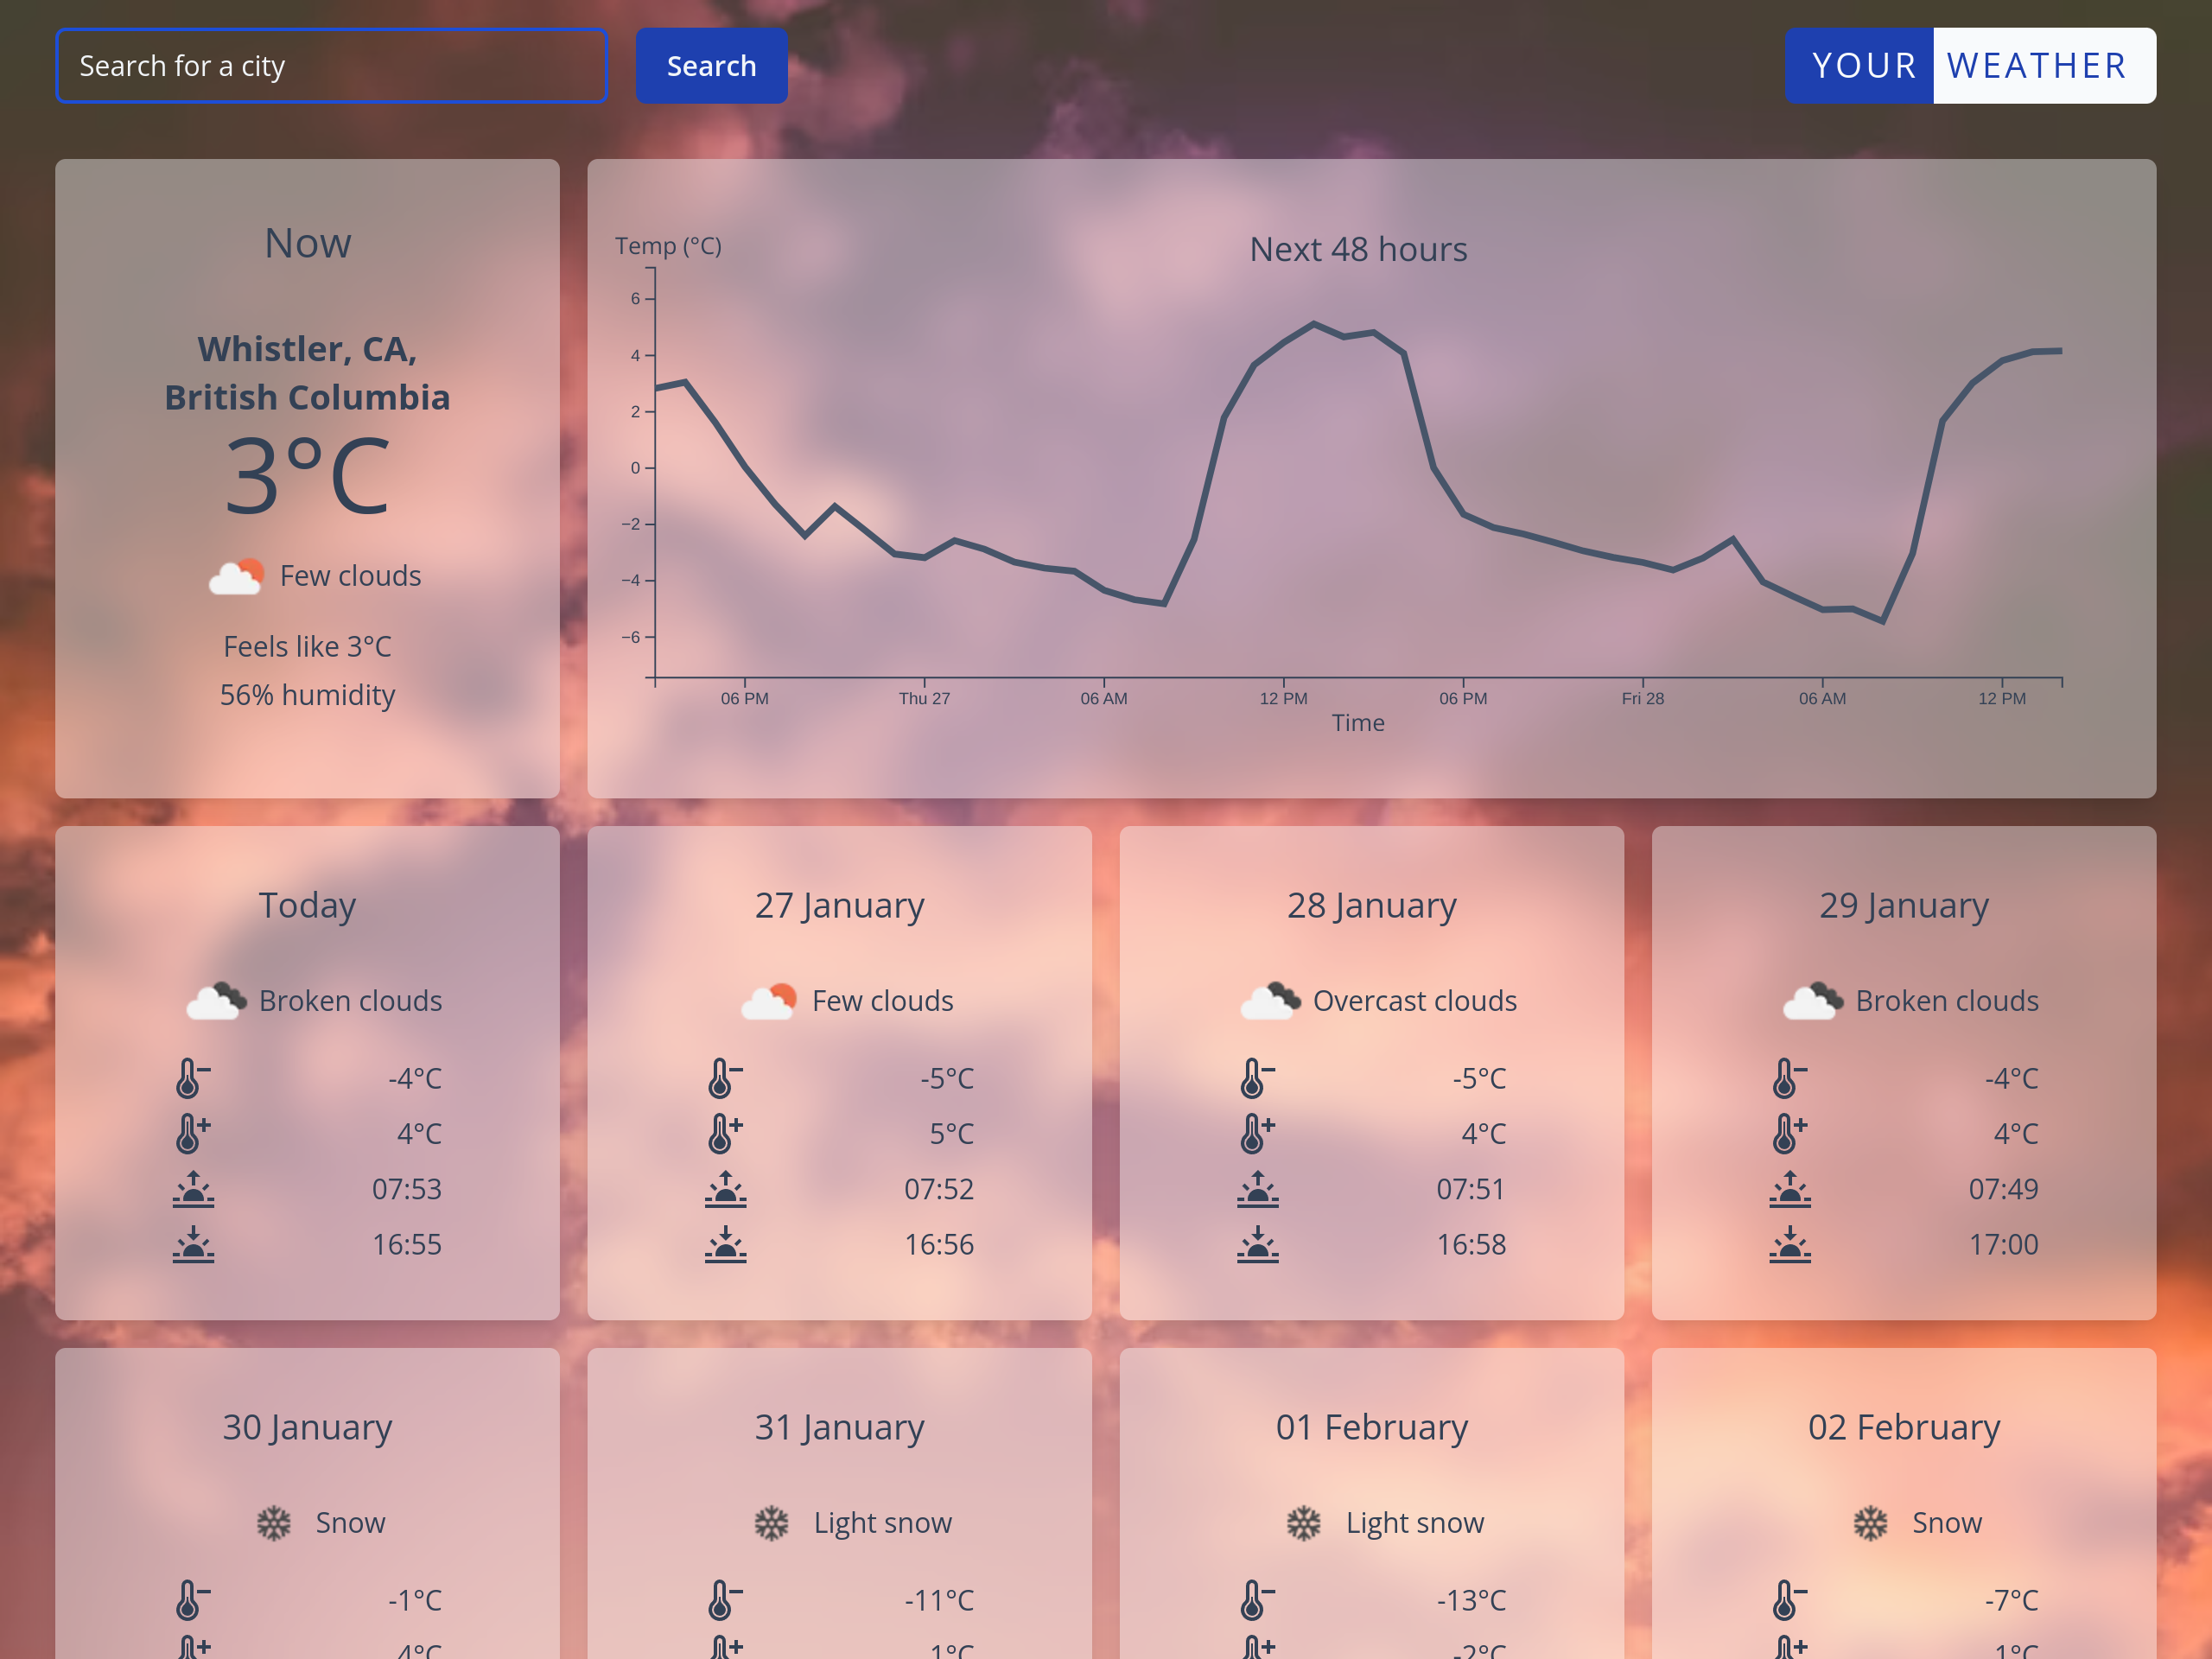 Search for a city
Search
YOUR WEATHER
Now
Whistler, CA,
British Columbia
3°C
Few clouds
Feels like 3°C
56% humidity
Temp (°C)
Next 48 hours
6
4
2
0
−2
−4
−6
06 PM Thu 27 06 AM 12 PM 06 PM Fri 28 06 AM 12 PM
Time
Today
Broken clouds
-4°C
4°C
07:53
16:55
27 January
Few clouds
-5°C
5°C
07:52
16:56
28 January
Overcast clouds
-5°C
4°C
07:51
16:58
29 January
Broken clouds
-4°C
4°C
07:49
17:00
30 January
Snow
-1°C
4°C
31 January
Light snow
-11°C
1°C
01 February
Light snow
-13°C
-2°C
02 February
Snow
-7°C
1°C